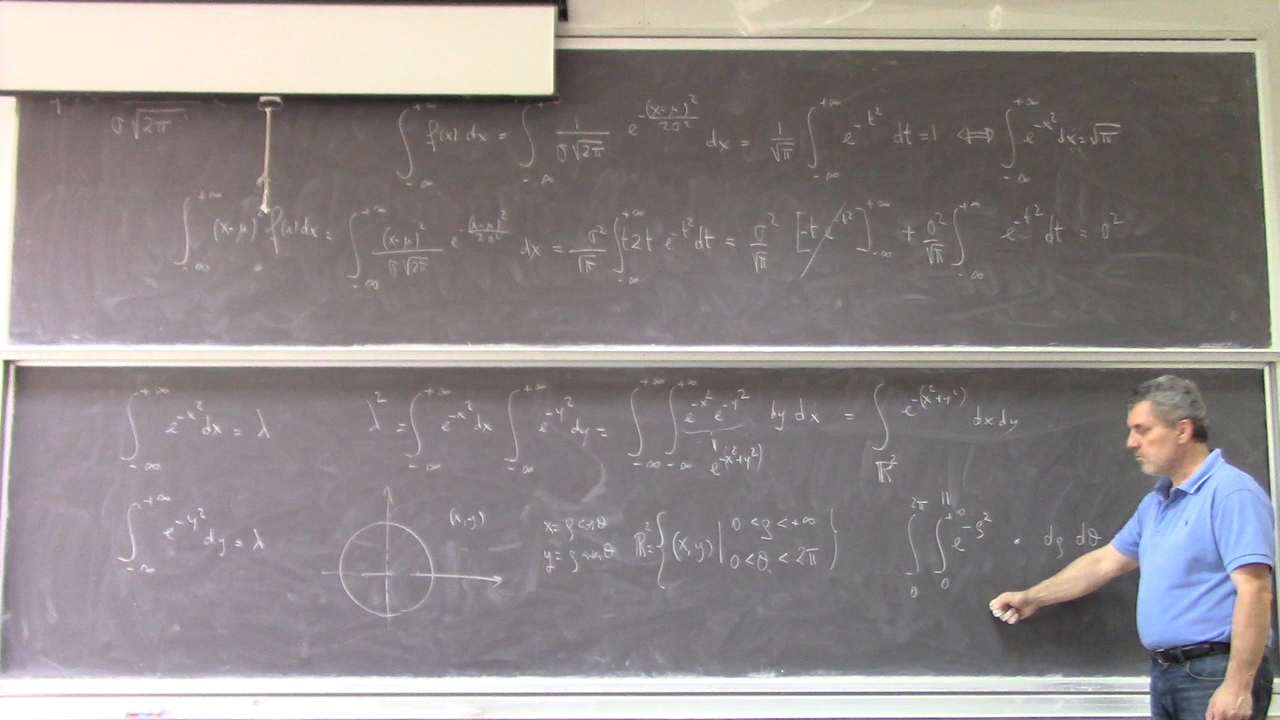 σ√2π
∫_{-∞}^{+∞} f(x) dx = ∫_{-∞}^{+∞} 1/(σ√2π) e^{-(x-μ)²/2σ²} dx = 1/√π ∫_{-∞}^{+∞} e^{-t²} dt = 1 ⟺ ∫_{-∞}^{+∞} e^{-x²} dx = √π
∫_{-∞}^{+∞} (x-μ)² f(x) dx = ∫_{-∞}^{+∞} (x-μ)²/(σ√2π) e^{-(x-μ)²/2σ²} dx = σ²/√π ∫_{-∞}^{+∞} t 2t e^{-t²} dt = σ²/√π [-t e^{-t²}]_{-∞}^{+∞} + σ²/√π ∫_{-∞}^{+∞} e^{-t²} dt = σ²
∫_{-∞}^{+∞} e^{-x²} dx = λ
λ² = ∫_{-∞}^{+∞} e^{-x²} dx ∫_{-∞}^{+∞} e^{-y²} dy = ∫_{-∞}^{+∞} ∫_{-∞}^{+∞} e^{-x²} e^{-y²} dy dx = ∫_{ℝ²} e^{-(x²+y²)} dx dy
e^{-(x²+y²)}
∫_{-∞}^{+∞} e^{-y²} dy = λ
(x,y)
x = ρ cos θ
y = ρ sen θ
ℝ² = {(x,y) | 0 < ρ < +∞
0 < θ < 2π}
∫_0^{2π} ∫_0^{+∞} e^{-ρ²} · dρ dθ